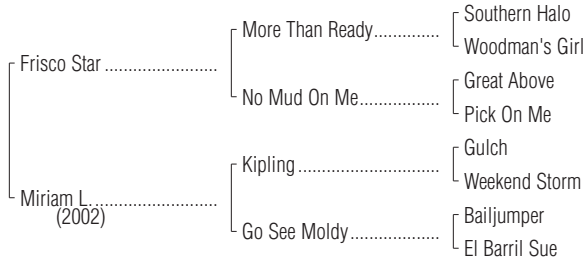 Southern Halo
More Than Ready..............
Woodman's Girl
Frisco Star ........................
Great Above
No Mud On Me.................
Pick On Me
Gulch
Kipling ..............................
Weekend Storm
Miriam L. ..........................
(2002)
Bailjumper
Go See Moldy...................
El Barril Sue